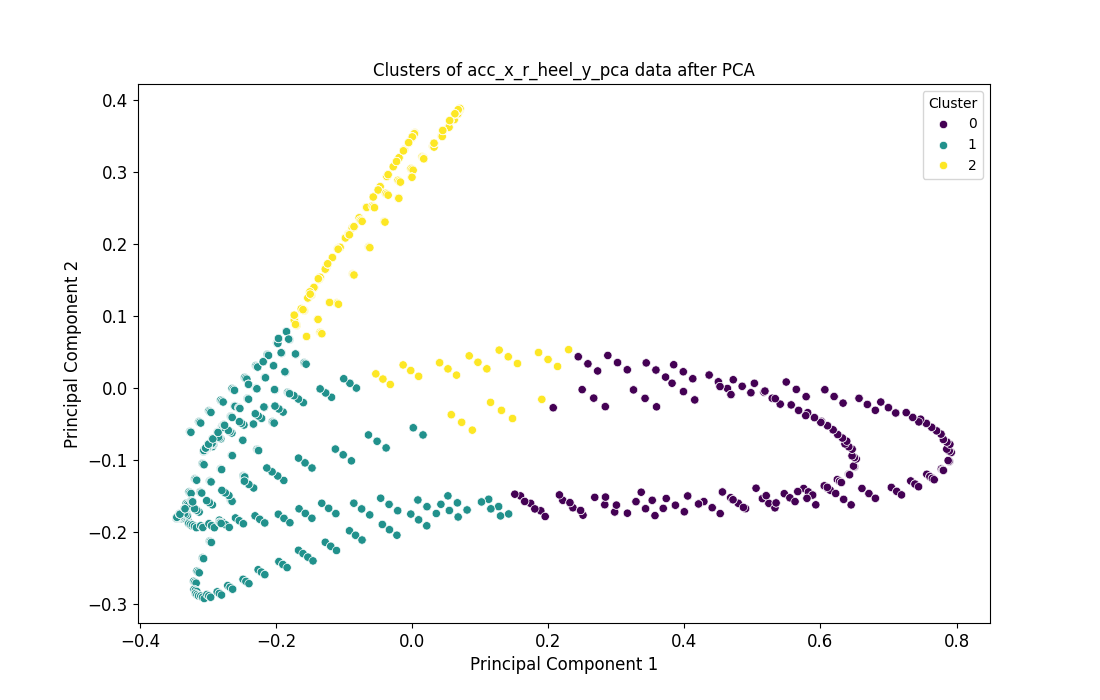 Clusters of acc_x_r_heel_y_pca data after PCA
Cluster
0
1
2
0.4
0.3
0.2
0.1
0.0
−0.1
−0.2
−0.3
Principal Component 2
−0.4 −0.2 0.0 0.2 0.4 0.6 0.8
Principal Component 1